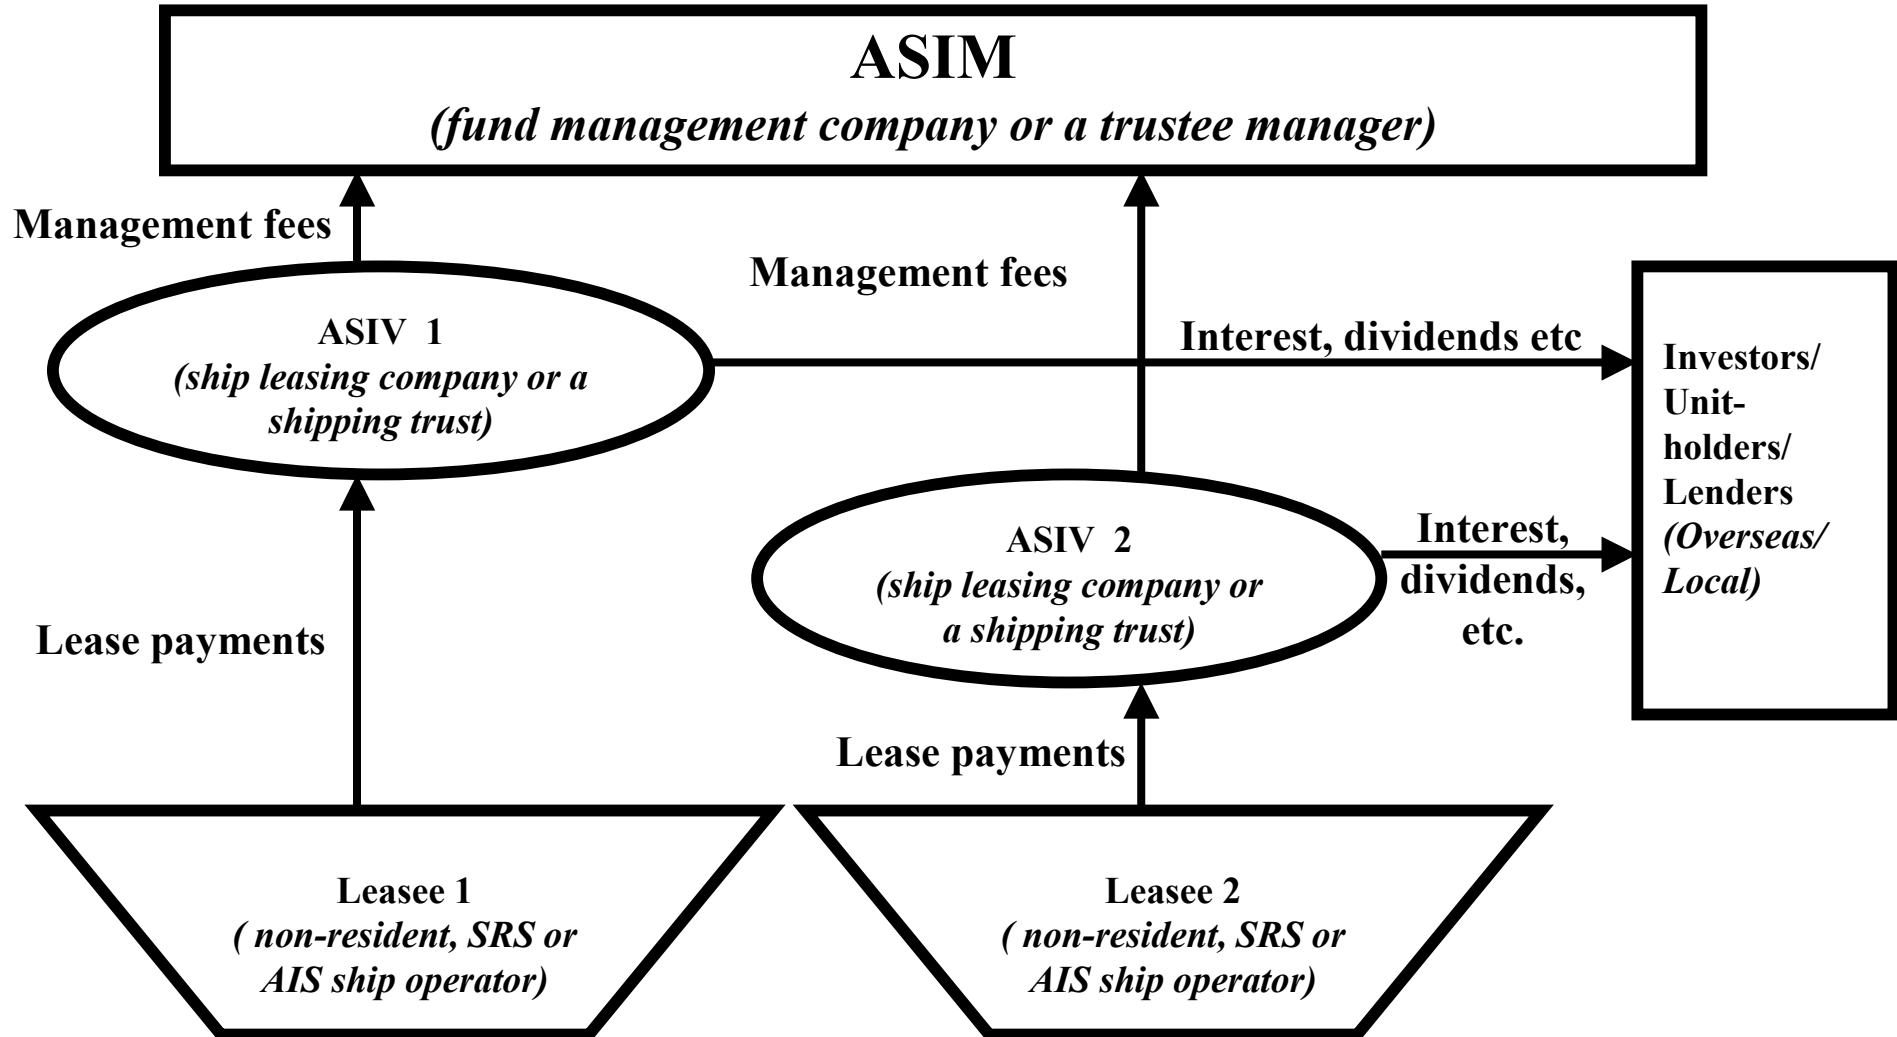 ASIM
(fund management company or a trustee manager)
Management fees
Management fees
ASIV 1
(ship leasing company or a
shipping trust)
Interest, dividends etc
Investors/
Unit-
holders/
Lenders
(Overseas/
Local)
ASIV 2
(ship leasing company or
a shipping trust)
Interest,
dividends,
etc.
Lease payments
Lease payments
Leasee 1
( non-resident, SRS or
AIS ship operator)
Leasee 2
( non-resident, SRS or
AIS ship operator)